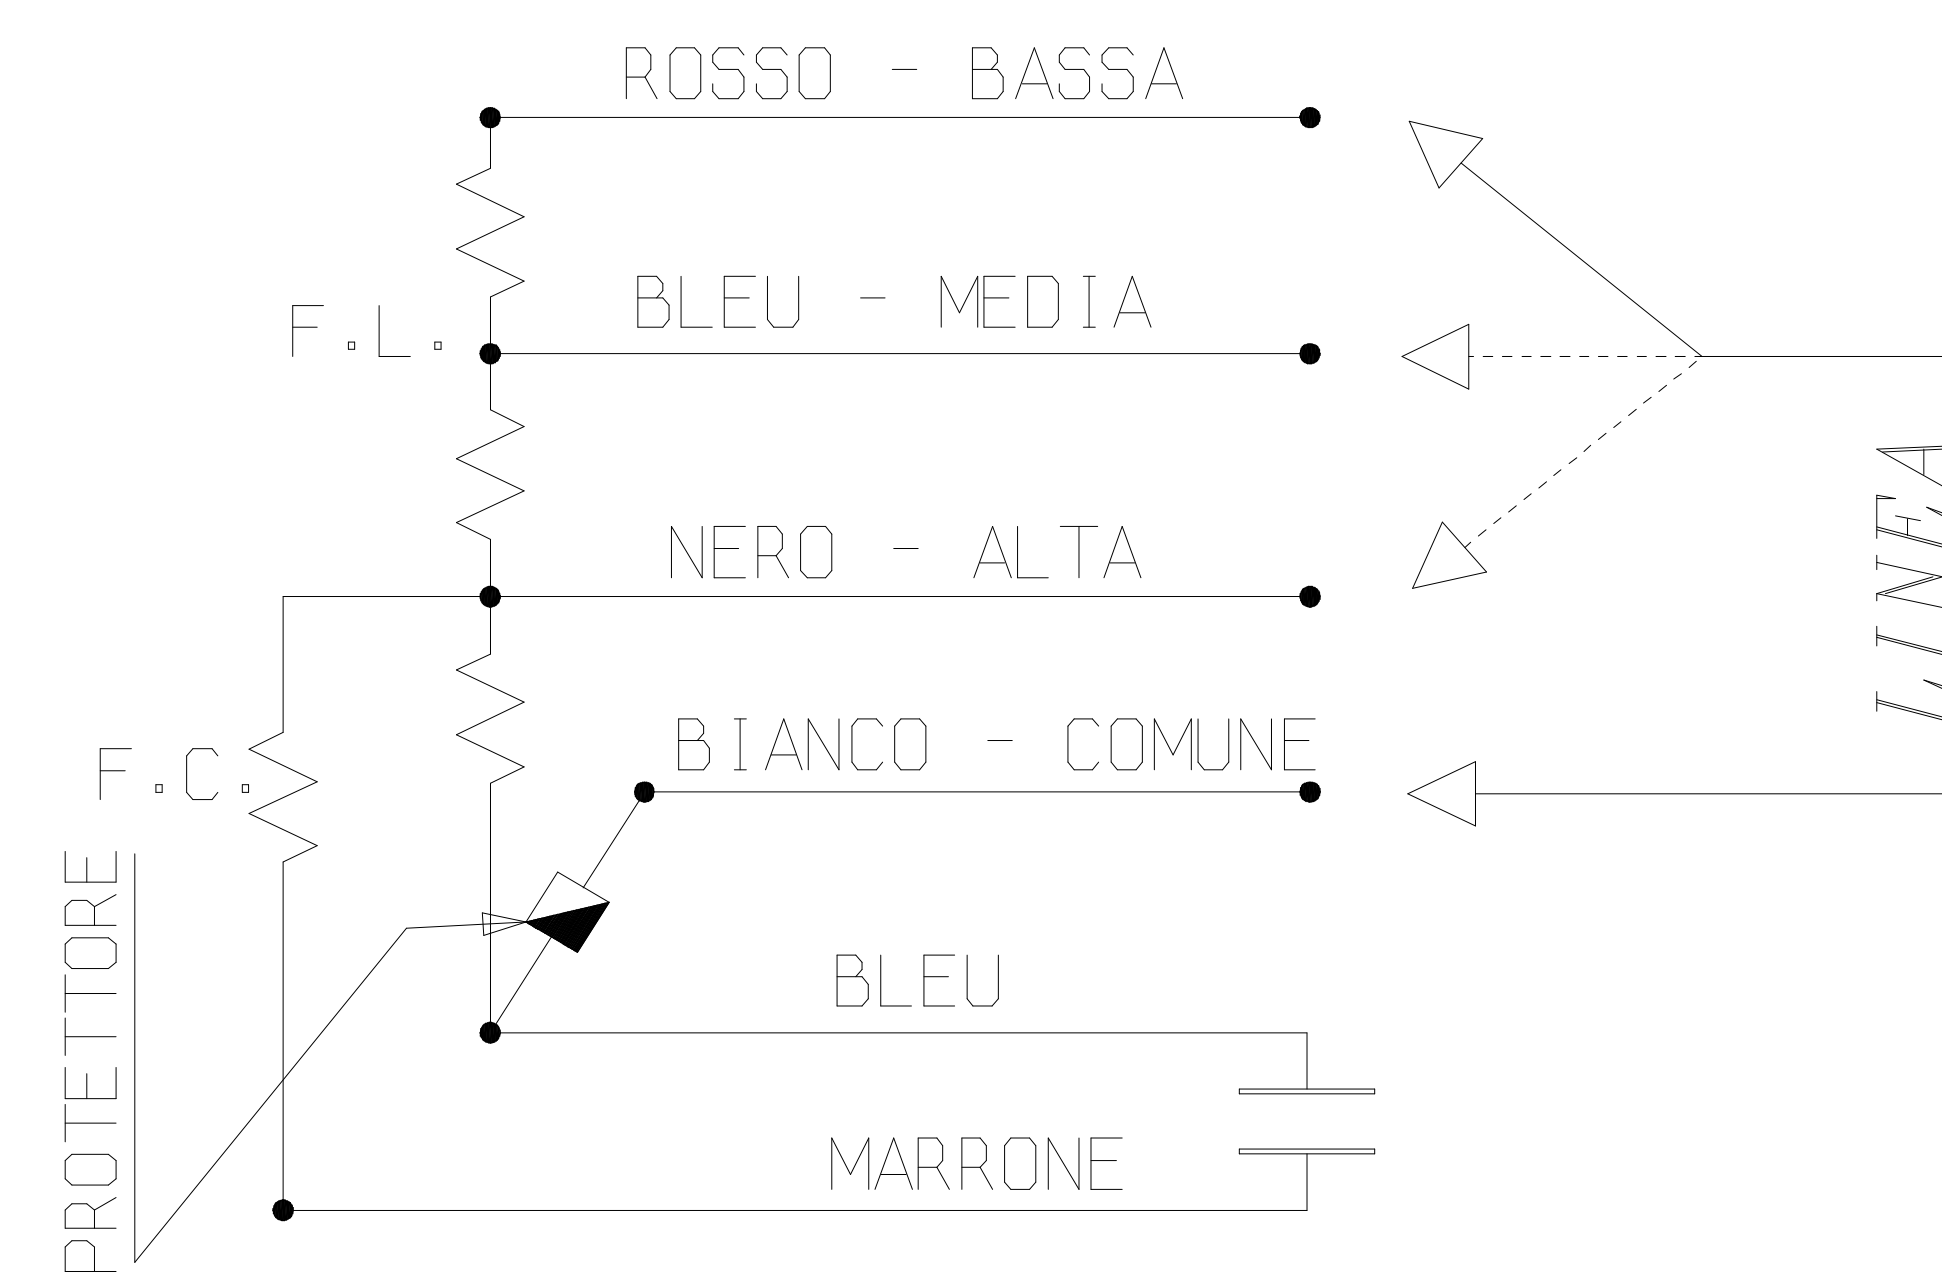 ROSSO - BASSA
BLEU - MEDIA
F.L.
NERO - ALTA
LINEA
BIANCO - COMUNE
F.C.
PROTETTORE
BLEU
MARRONE